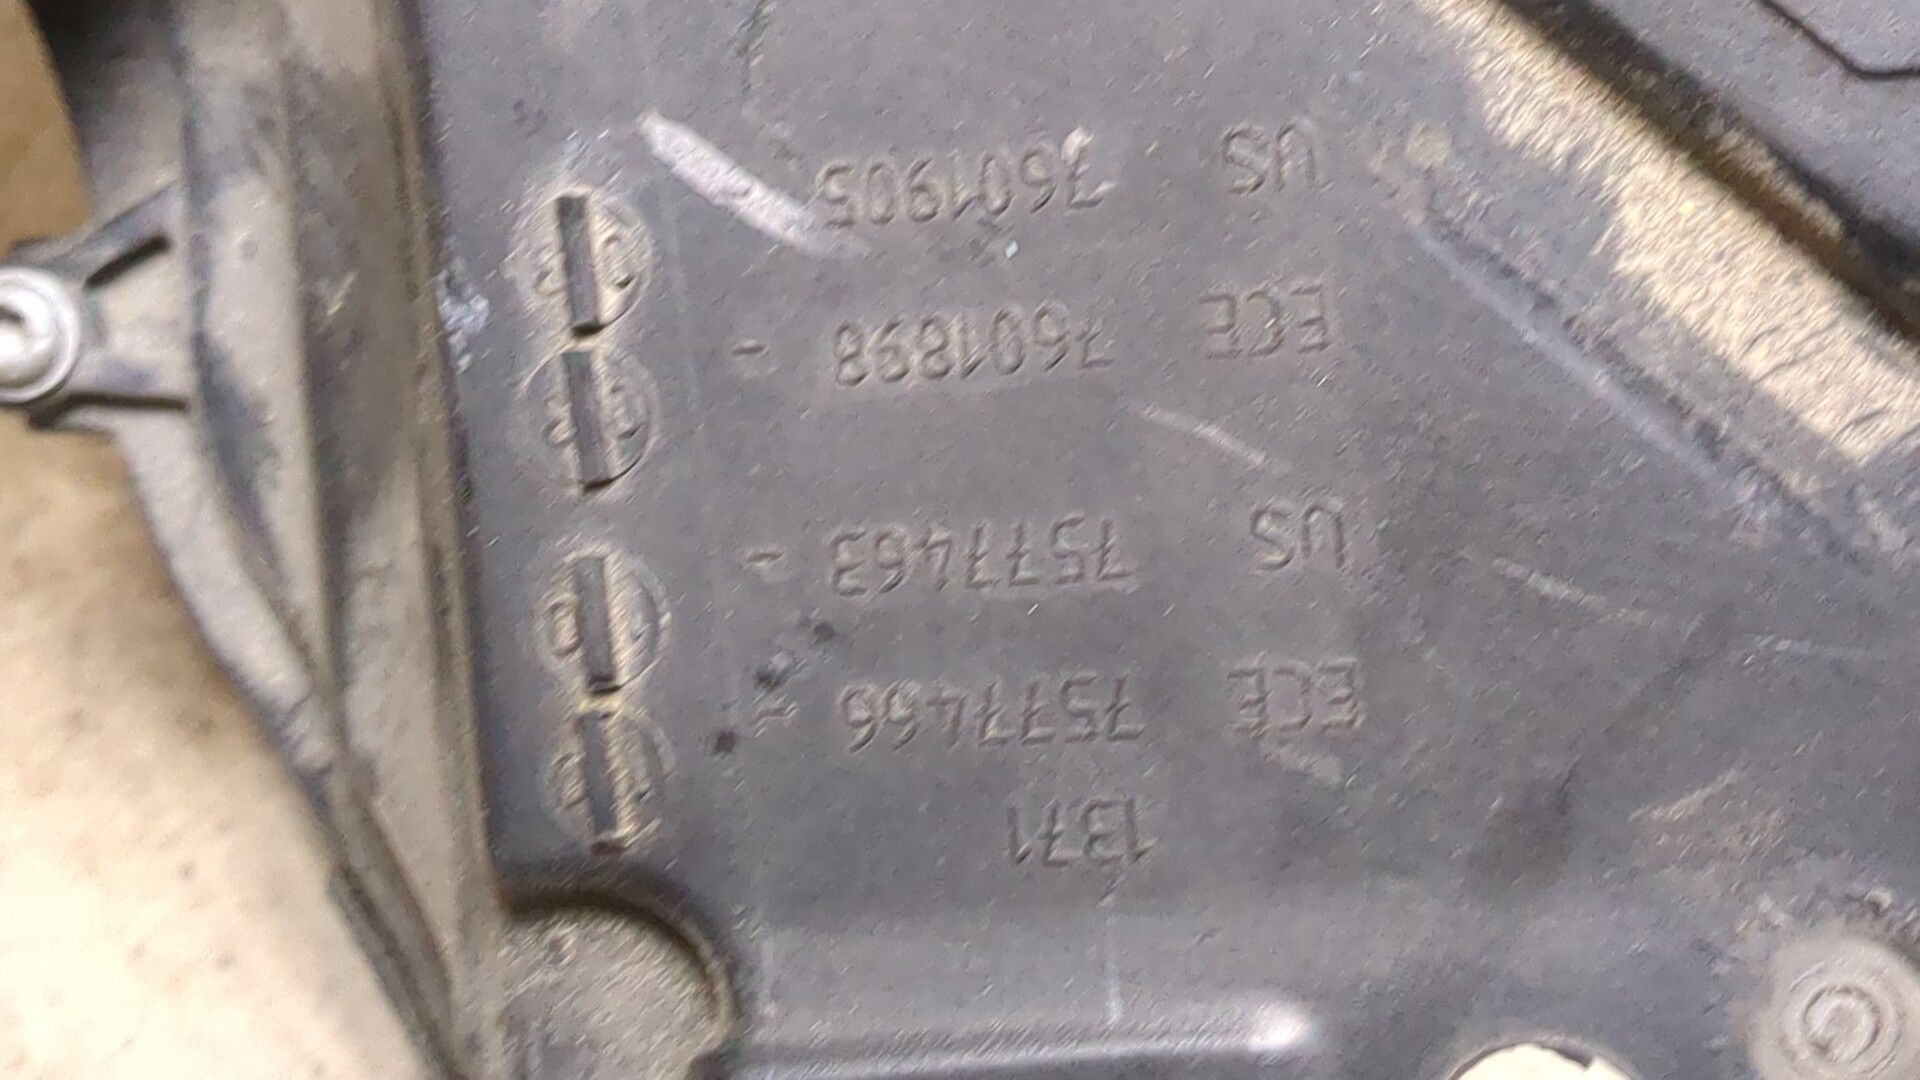 1371
ECE 7577466 -
US 7577463 -
ECE 7601898 -
US 7601905